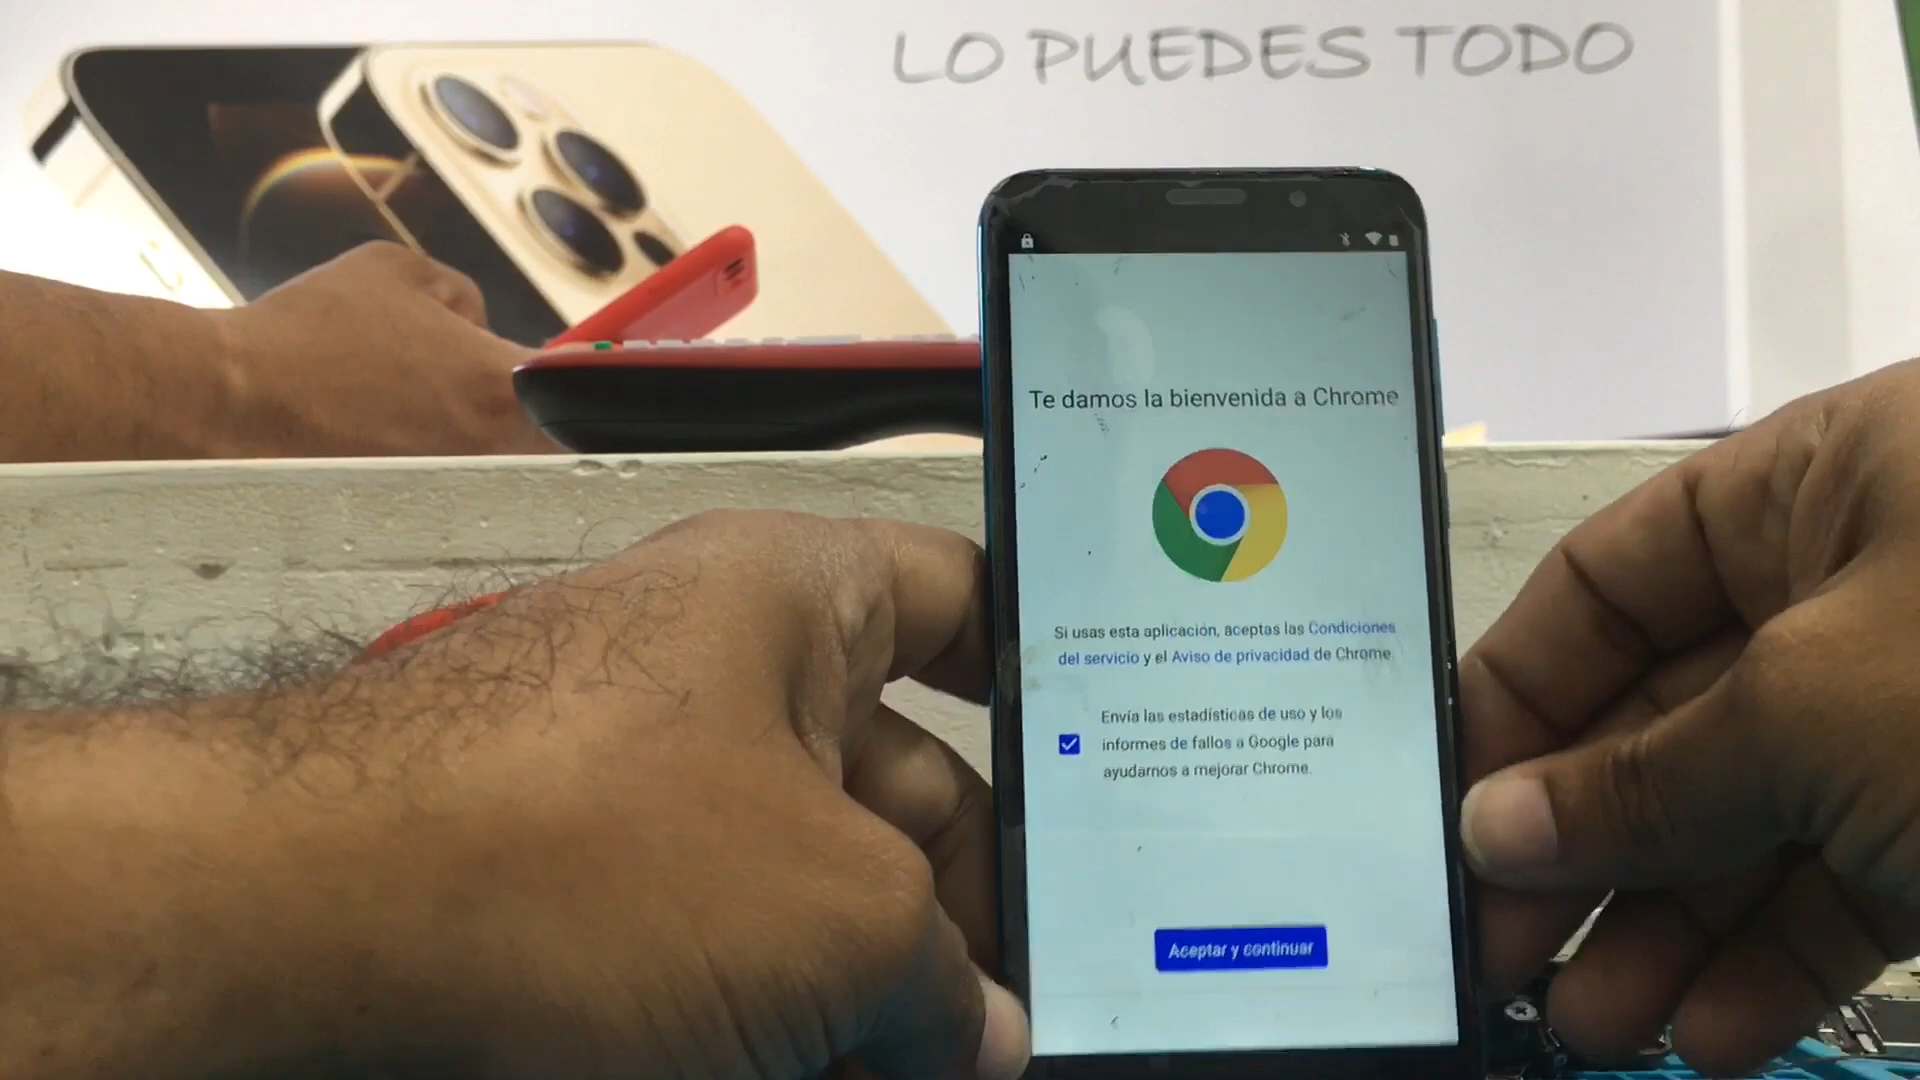 LO PUEDES TODO
Te damos la bienvenida a Chrome
Si usas esta aplicación, aceptas las Condiciones
del servicio y el Aviso de privacidad de Chrome.
Envía las estadísticas de uso y los
informes de fallos a Google para
ayudarnos a mejorar Chrome.
Aceptar y continuar